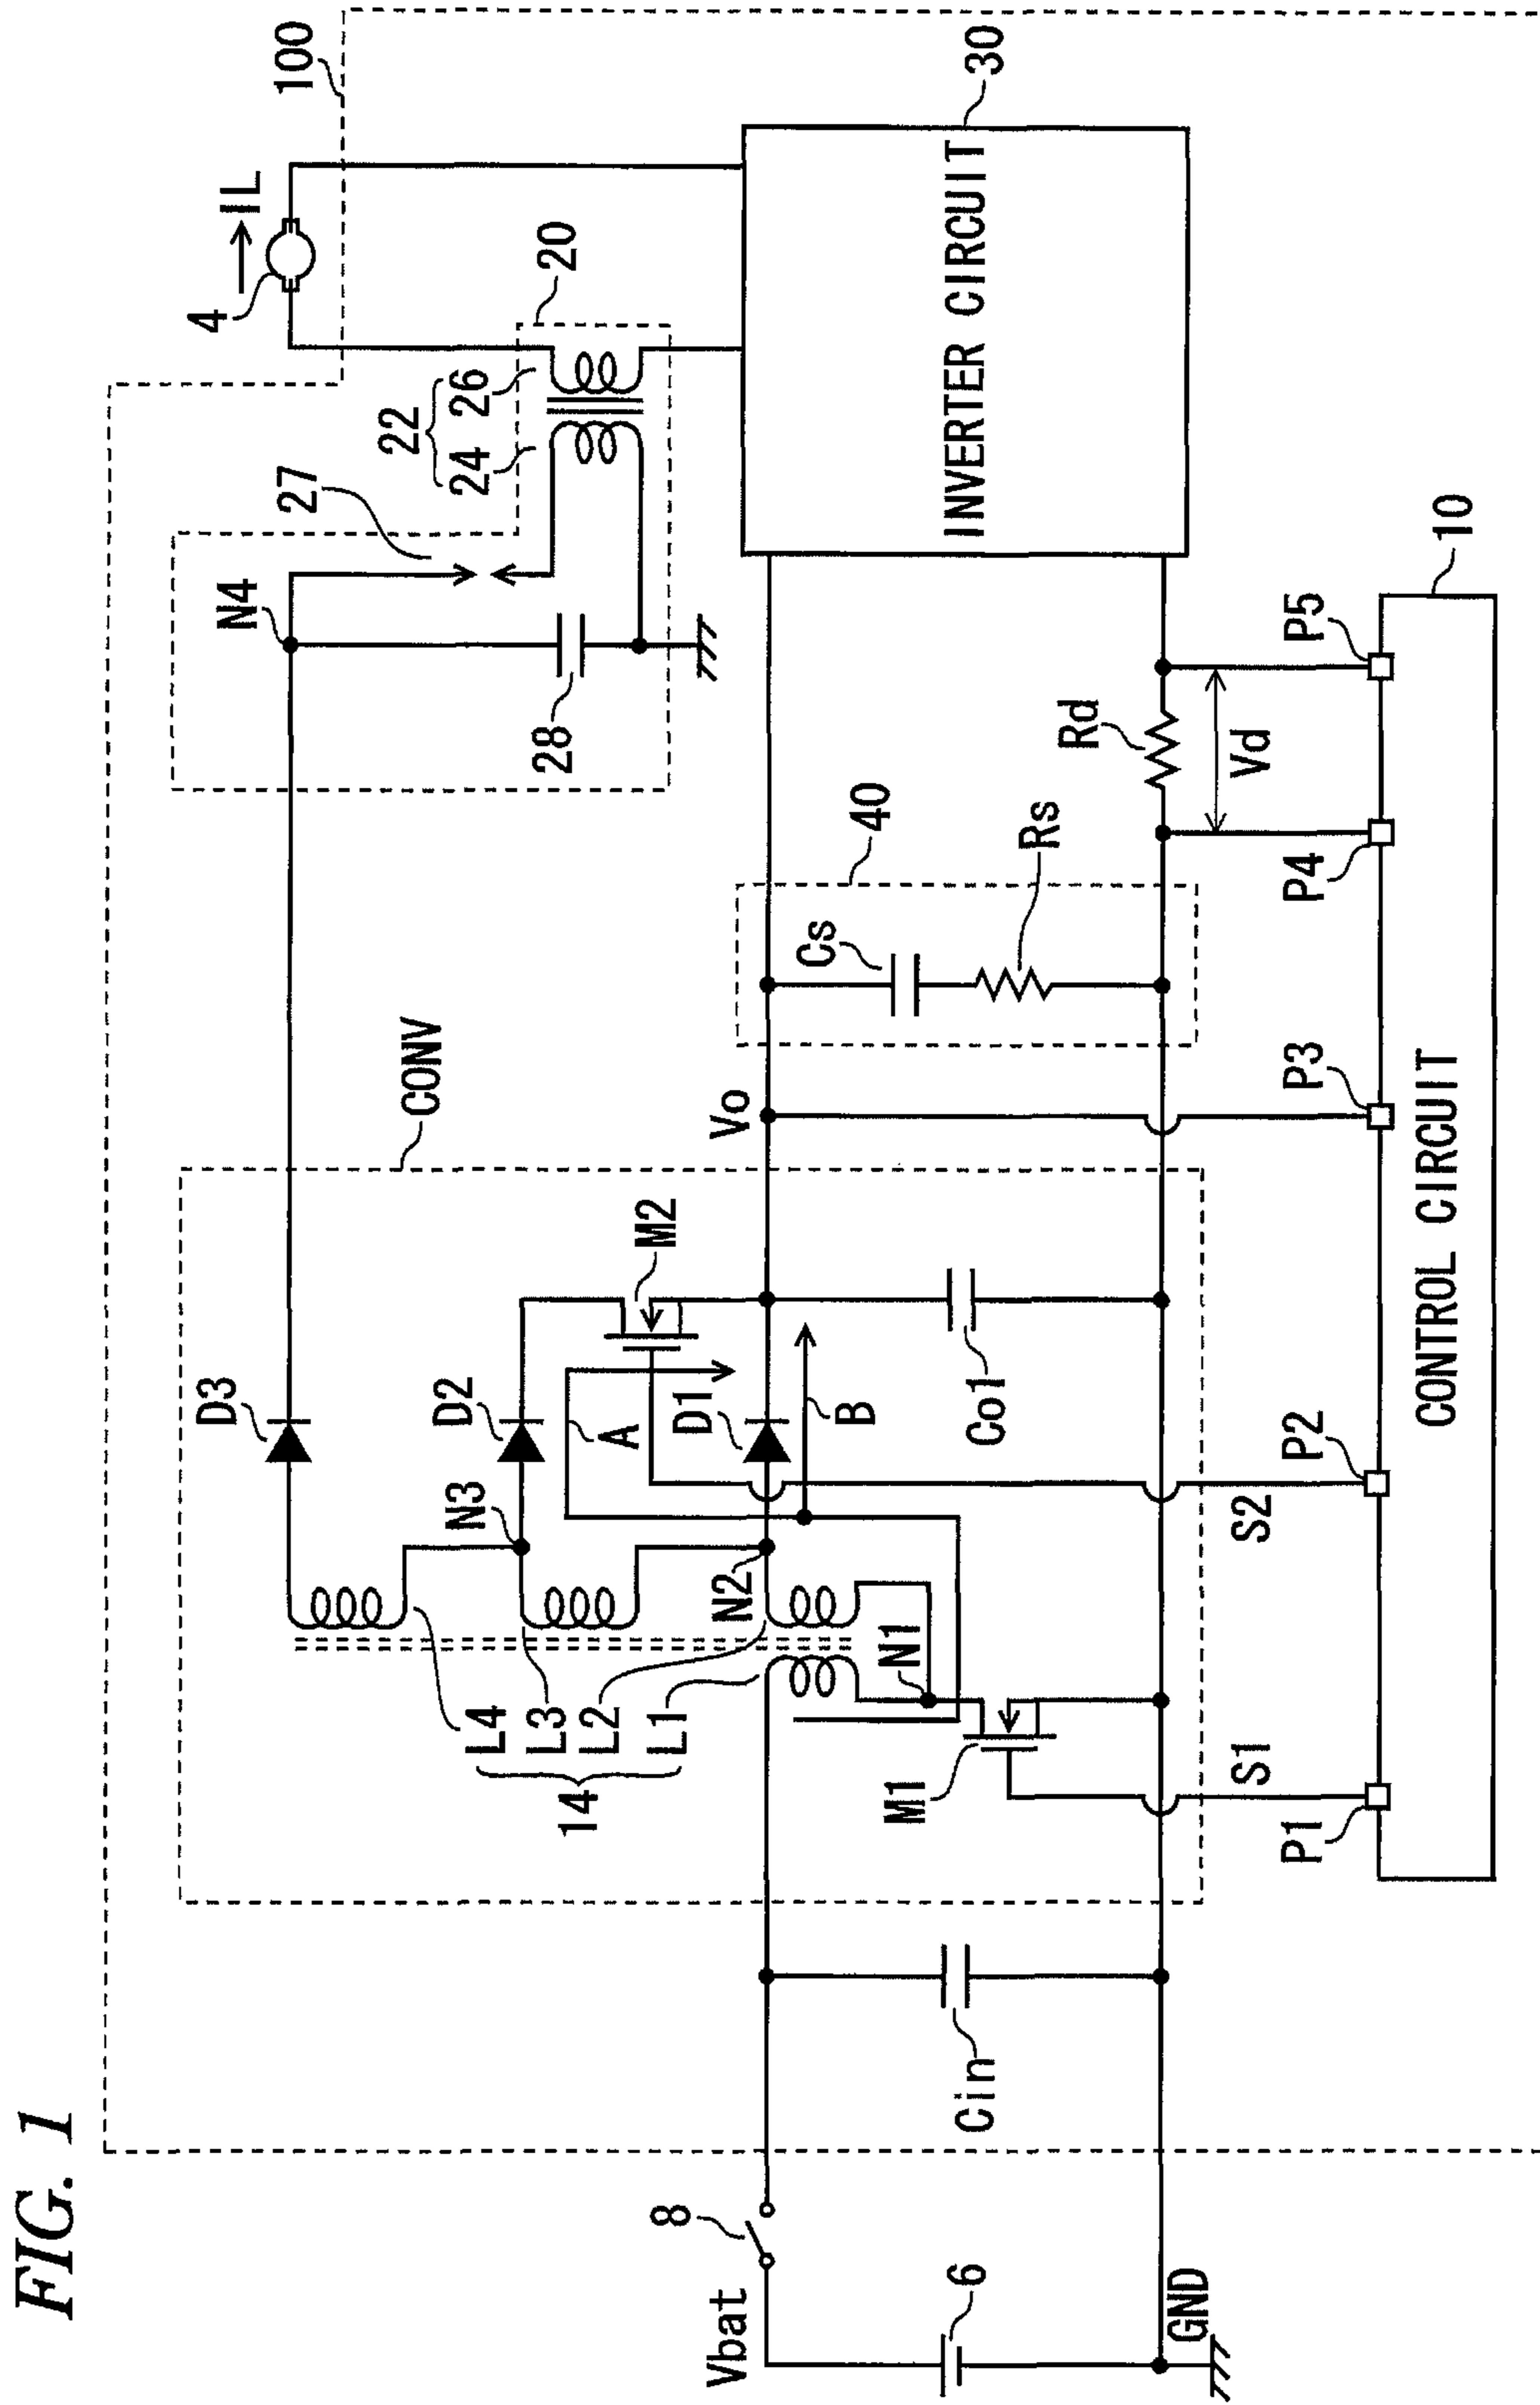 FIG. 1
100
4
IL
20
22
24
26
27
N4
28
30
INVERTER CIRCUIT
CONV
D3
D2
M2
N3
A
D1
B
L4
L3
L2
L1
14
N2
N1
M1
Co1
Vo
40
Cs
Rs
Rd
Vd
8
Vbat
6
GND
Cin
S1
S2
P1
P2
P3
P4
P5
10
CONTROL CIRCUIT